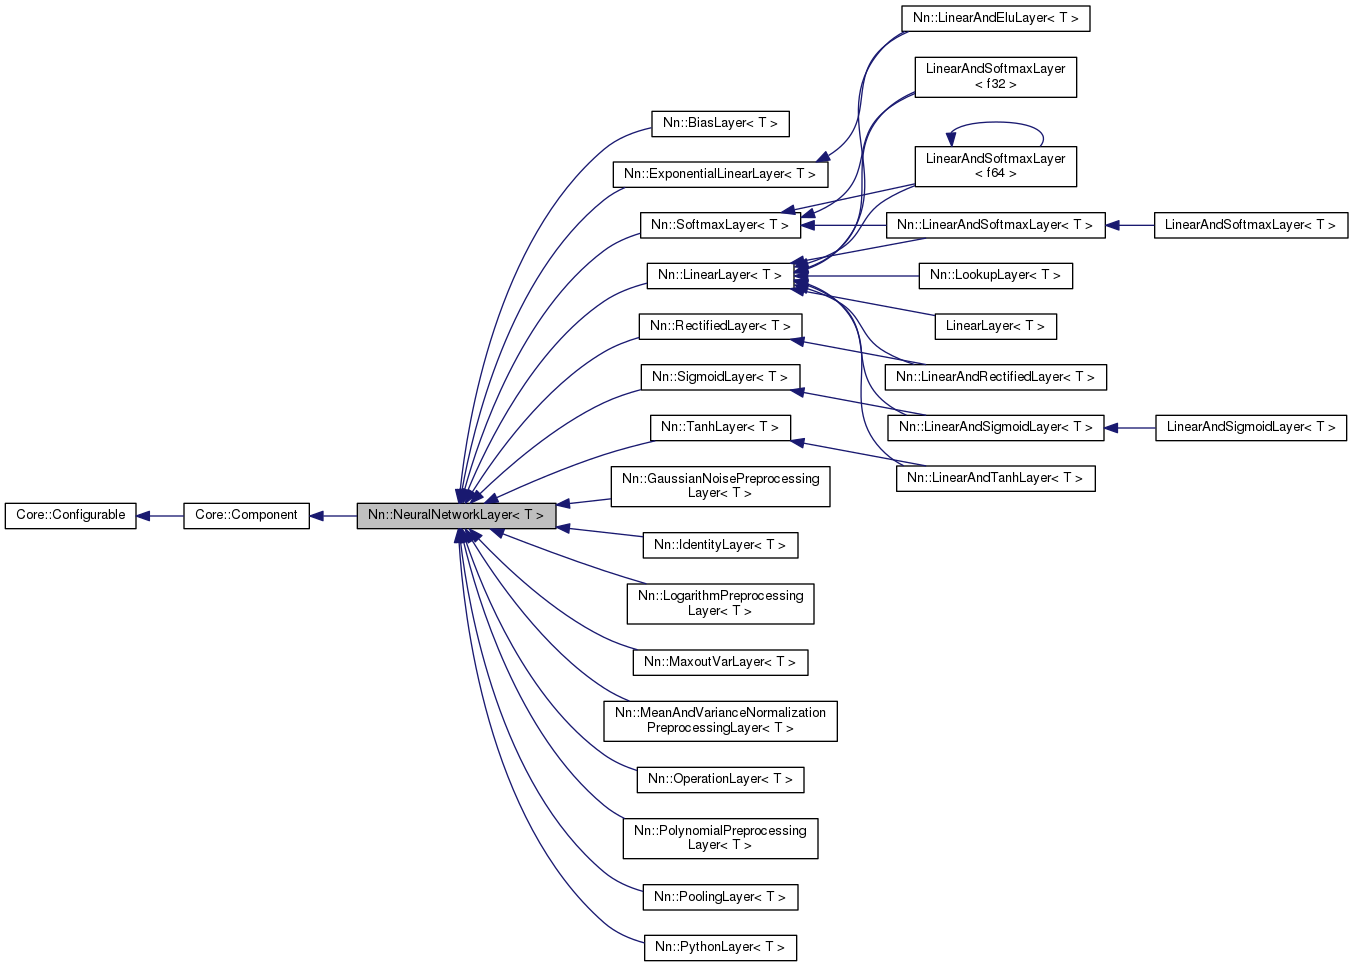 Core::Configurable
Core::Component
Nn::NeuralNetworkLayer< T >
Nn::BiasLayer< T >
Nn::ExponentialLinearLayer< T >
Nn::SoftmaxLayer< T >
Nn::LinearLayer< T >
Nn::RectifiedLayer< T >
Nn::SigmoidLayer< T >
Nn::TanhLayer< T >
Nn::GaussianNoisePreprocessing
Layer< T >
Nn::IdentityLayer< T >
Nn::LogarithmPreprocessing
Layer< T >
Nn::MaxoutVarLayer< T >
Nn::MeanAndVarianceNormalization
PreprocessingLayer< T >
Nn::OperationLayer< T >
Nn::PolynomialPreprocessing
Layer< T >
Nn::PoolingLayer< T >
Nn::PythonLayer< T >
Nn::LinearAndEluLayer< T >
LinearAndSoftmaxLayer
< f32 >
LinearAndSoftmaxLayer
< f64 >
Nn::LinearAndSoftmaxLayer< T >
Nn::LookupLayer< T >
LinearLayer< T >
Nn::LinearAndRectifiedLayer< T >
Nn::LinearAndSigmoidLayer< T >
Nn::LinearAndTanhLayer< T >
LinearAndSoftmaxLayer< T >
LinearAndSigmoidLayer< T >